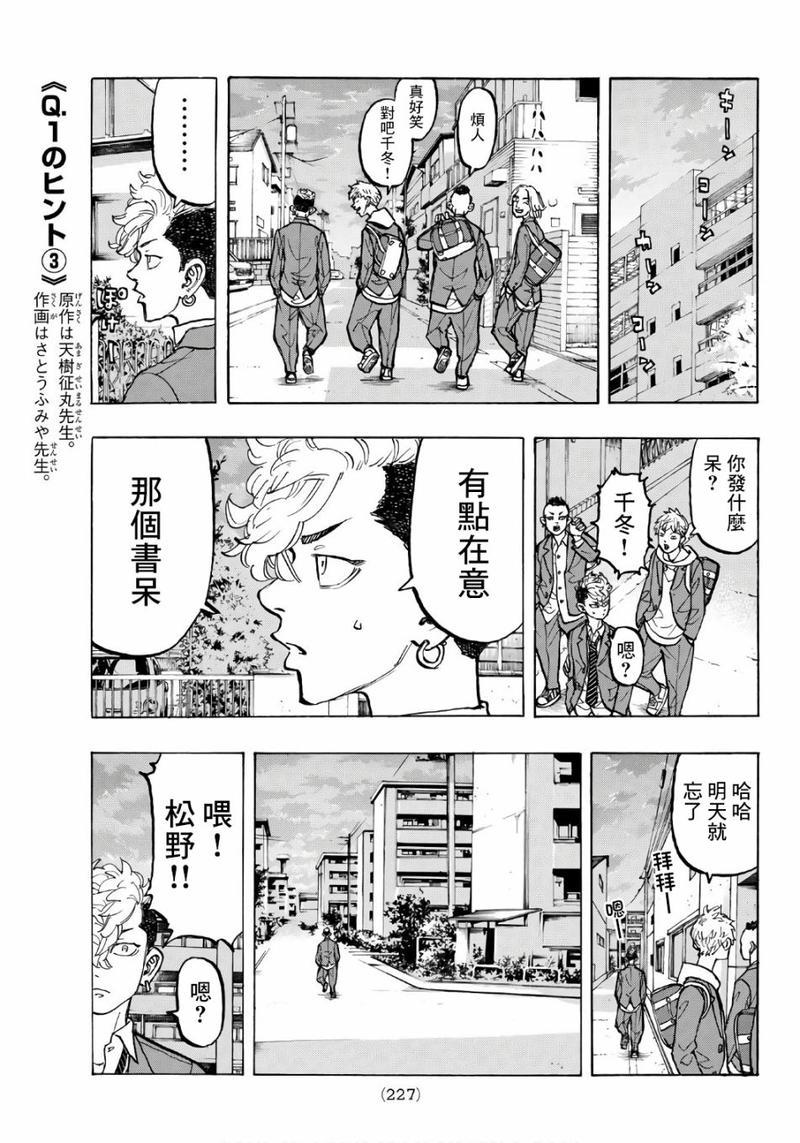 キーン
コーン
カーン
コーン
ハハハハ
煩人
真好笑
對吧千冬!
………
ぽけ
你發什麼
呆?
千冬!
嗯?
有點在意
那個書呆
哈哈
明天就
忘了
拜拜ー
嗯ー
喂!
松野!!
嗯?
《Q.1のヒント③》
原作は天樹征丸先生。
作画はさとうふみや先生。
(227)